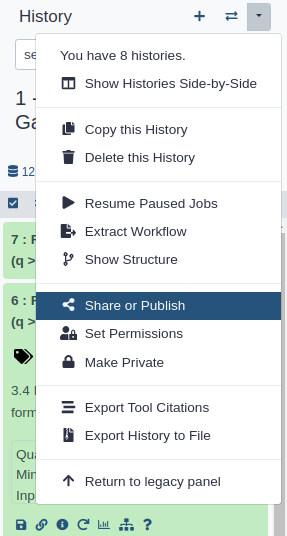 History
se
You have 8 histories.
Show Histories Side-by-Side
1 -
Ga
Copy this History
Delete this History
12
Resume Paused Jobs
Extract Workflow
7 : F
(q >
Show Structure
6 : F
(q >
Share or Publish
Set Permissions
Make Private
3.4
form
Export Tool Citations
Export History to File
Qua
Min
Inp
Return to legacy panel